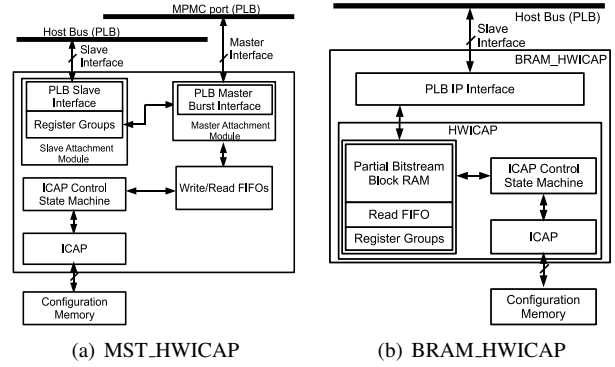 MPMC port (PLB)
Host Bus (PLB)
Slave
Interface
Master
Interface
PLB Slave
Interface
Register Groups
Slave Attachment
Module
PLB Master
Burst Interface
Master Attachment
Module
ICAP Control
State Machine
Write/Read FIFOs
ICAP
Configuration
Memory
(a) MST_HWICAP
Host Bus (PLB)
Slave
Interface
BRAM_HWICAP
PLB IP Interface
HWICAP
Partial Bitstream
Block RAM
Read FIFO
Register Groups
ICAP Control
State Machine
ICAP
Configuration
Memory
(b) BRAM_HWICAP